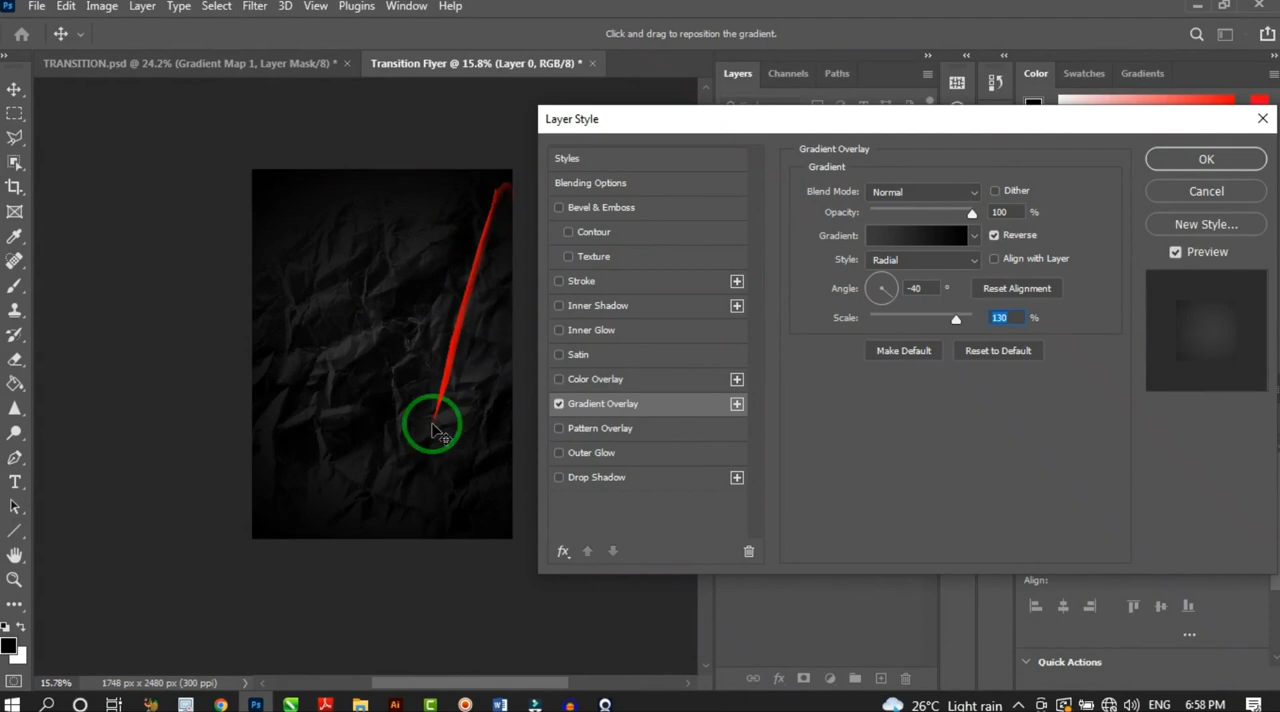 Ps File Edit Image Layer Type Select Filter 3D View Plugins Window Help
Click and drag to reposition the gradient.
TRANSITION.psd @ 24.2% (Gradient Map 1, Layer Mask/8) *
Transition Flyer @ 15.8% (Layer 0, RGB/8) *
Layers Channels Paths
Color Swatches Gradients
Layer Style
Styles
Blending Options
Bevel & Emboss
Contour
Texture
Stroke
Inner Shadow
Inner Glow
Satin
Color Overlay
Gradient Overlay
Pattern Overlay
Outer Glow
Drop Shadow
fx
Gradient Overlay
Gradient
Blend Mode: Normal Dither
Opacity: 100 %
Gradient: Reverse
Style: Radial Align with Layer
Angle: -40 ° Reset Alignment
Scale: 130 %
Make Default Reset to Default
OK
Cancel
New Style...
Preview
Align:
Quick Actions
fx
15.78% 1748 px x 2480 px (300 ppi)
Ps Ai W
26°C Light rain ENG 6:58 PM